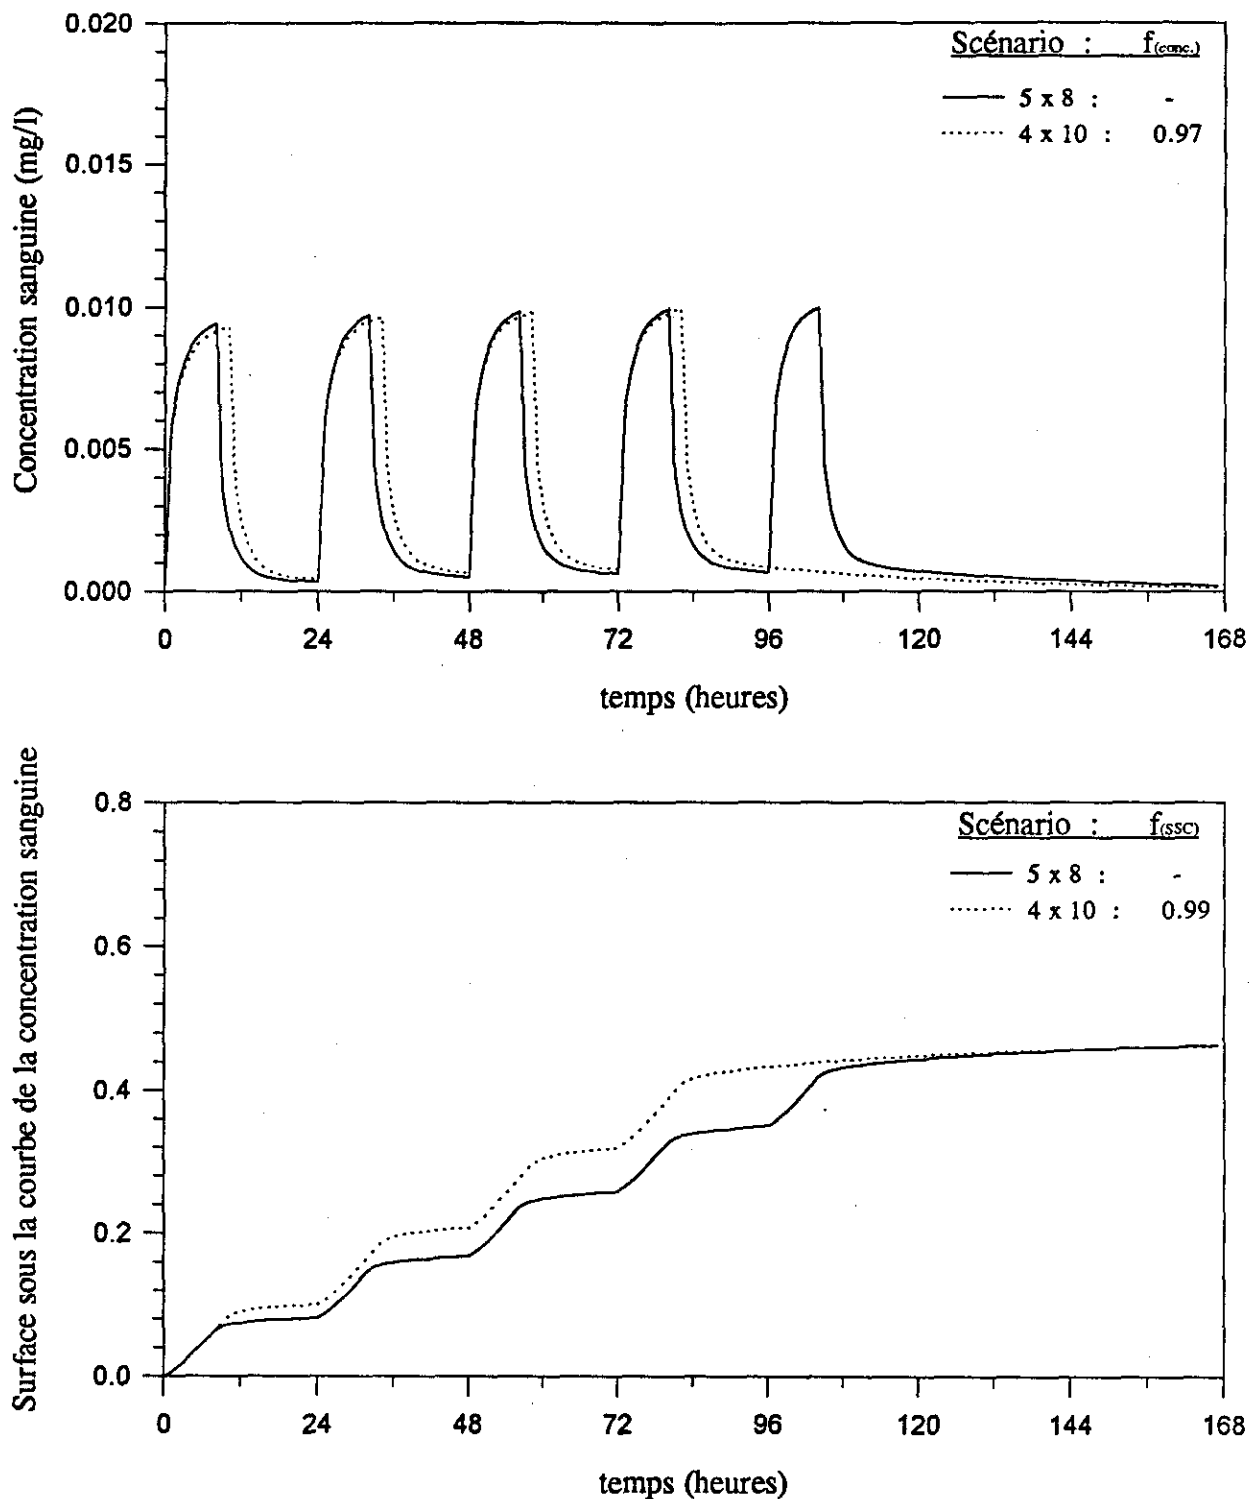 0.020
0.015
0.010
0.005
0.000
Concentration sanguine (mg/l)
Scénario : f(conc.)
5 x 8 : -
4 x 10 : 0.97
0 24 48 72 96 120 144 168
temps (heures)
0.8
0.6
0.4
0.2
0.0
Surface sous la courbe de la concentration sanguine
Scénario : f(SSC)
5 x 8 : -
4 x 10 : 0.99
0 24 48 72 96 120 144 168
temps (heures)